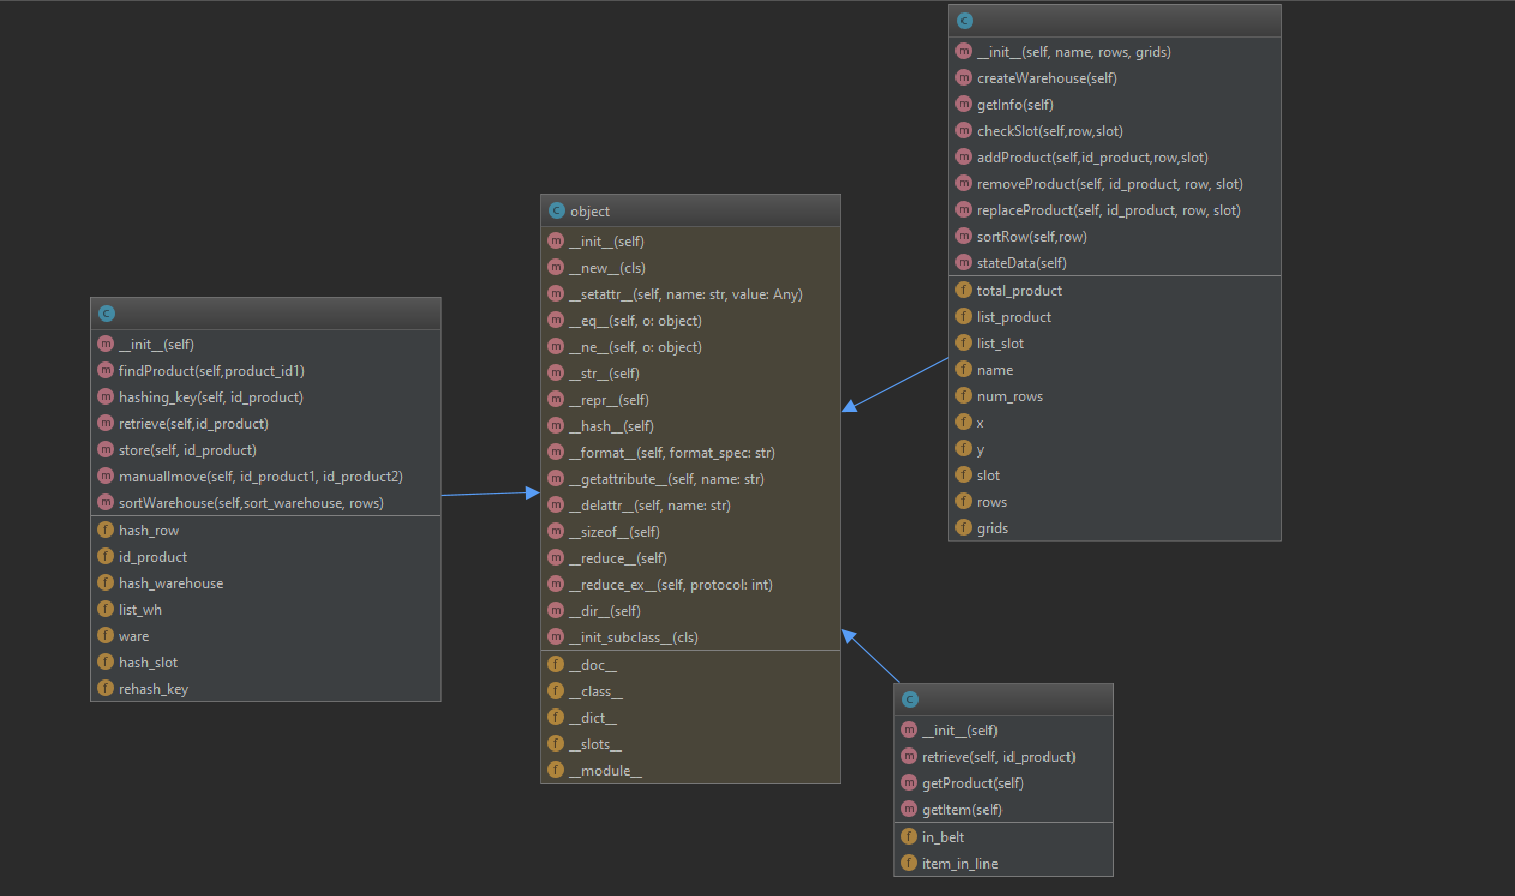 __init__(self)
findProduct(self,product_id1)
hashing_key(self, id_product)
retrieve(self,id_product)
store(self, id_product)
manuallmove(self, id_product1, id_product2)
sortWarehouse(self,sort_warehouse, rows)
hash_row
id_product
hash_warehouse
list_wh
ware
hash_slot
rehash_key
object
__init__(self)
__new__(cls)
__setattr__(self, name: str, value: Any)
__eq__(self, o: object)
__ne__(self, o: object)
__str__(self)
__repr__(self)
__hash__(self)
__format__(self, format_spec: str)
__getattribute__(self, name: str)
__delattr__(self, name: str)
__sizeof__(self)
__reduce__(self)
__reduce_ex__(self, protocol: int)
__dir__(self)
__init_subclass__(cls)
__doc__
__class__
__dict__
__slots__
__module__
__init__(self, name, rows, grids)
createWarehouse(self)
getInfo(self)
checkSlot(self,row,slot)
addProduct(self,id_product,row,slot)
removeProduct(self, id_product, row, slot)
replaceProduct(self, id_product, row, slot)
sortRow(self,row)
stateData(self)
total_product
list_product
list_slot
name
num_rows
x
y
slot
rows
grids
__init__(self)
retrieve(self, id_product)
getProduct(self)
getItem(self)
in_belt
item_in_line